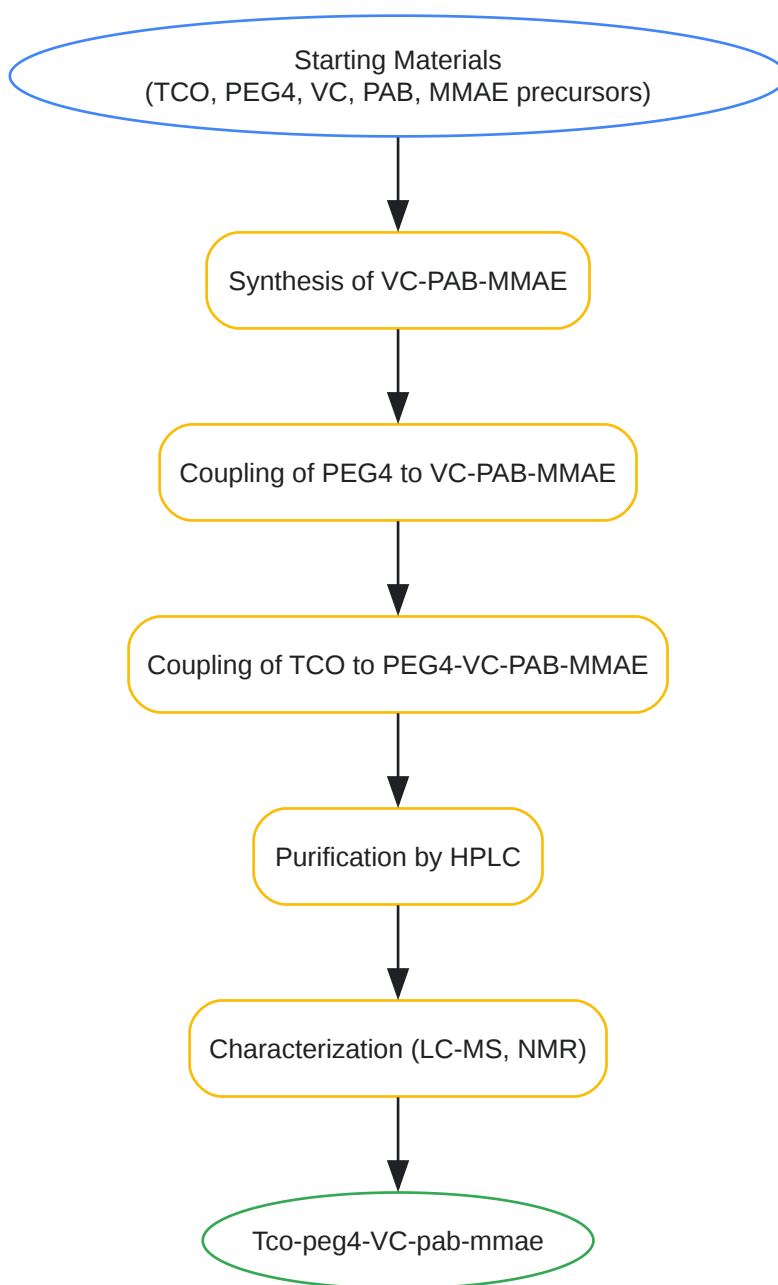 Starting Materials
(TCO, PEG4, VC, PAB, MMAE precursors)
Synthesis of VC-PAB-MMAE
Coupling of PEG4 to VC-PAB-MMAE
Coupling of TCO to PEG4-VC-PAB-MMAE
Purification by HPLC
Characterization (LC-MS, NMR)
Tco-peg4-VC-pab-mmae